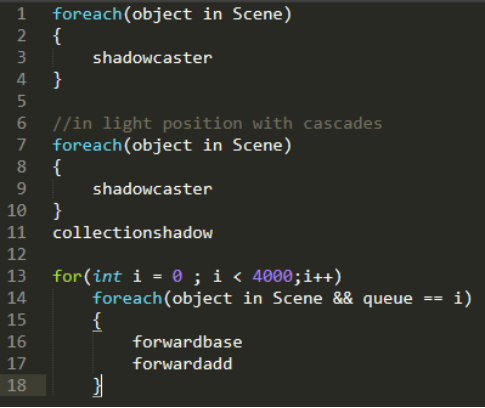 1 foreach(object in Scene)
2 {
3     shadowcaster
4 }
5
6 //in light position with cascades
7 foreach(object in Scene)
8 {
9     shadowcaster
10 }
11 collectionshadow
12
13 for(int i = 0 ; i < 4000;i++)
14     foreach(object in Scene && queue == i)
15     {
16         forwardbase
17         forwardadd
18     }